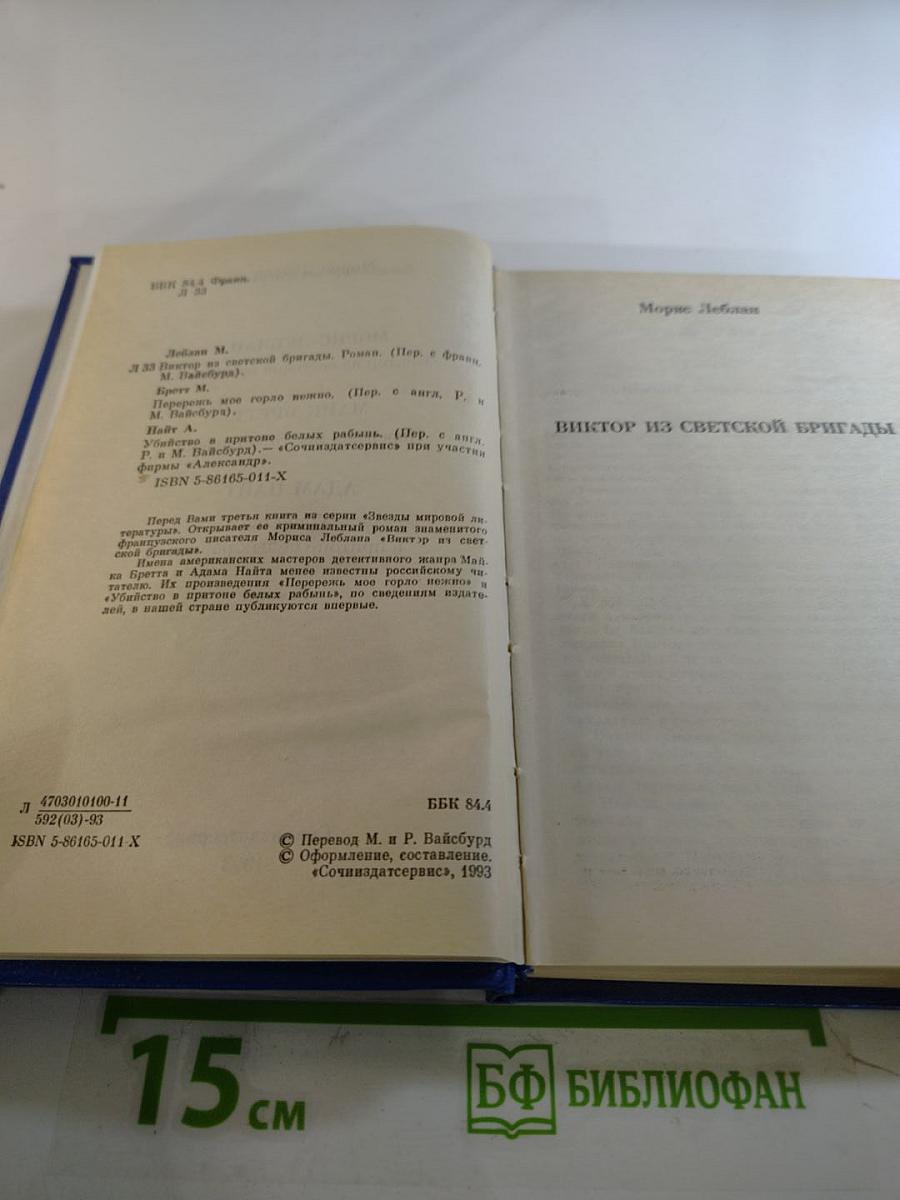 ББК 84.4 Франц.
Л 33
Леблан М.
Л 33 Виктор из светской бригады. Роман. (Пер. с франц.
М. Вайсбурд).
Бретт М.
Перережь мое горло нежно. (Пер. с англ. Р. и
М. Вайсбурд).
Найт А.
Убийство в притоне белых рабынь. (Пер. с англ.
Р. и М. Вайсбурд).— «Сочииздатсервис» при участии
фирмы «Александр».
ISBN 5-86165-011-X
Перед Вами третья книга из серии «Звезды мировой ли-
тературы». Открывает ее криминальный роман знаменитого
французского писателя Мориса Леблана «Виктор из свет-
ской бригады».
Имена американских мастеров детективного жанра Май-
ка Бретта и Адама Найта менее известны российскому чи-
тателю. Их произведения «Перережь мое горло нежно» и
«Убийство в притоне белых рабынь», по сведениям издате-
лей, в нашей стране публикуются впервые.
Л 4703010100-11
592(03)-93
ISBN 5-86165-011-X
ББК 84.4
© Перевод М. и Р. Вайсбурд
© Оформление, составление.
«Сочииздатсервис», 1993
Морис Леблан
ВИКТОР ИЗ СВЕТСКОЙ БРИГАДЫ
15 см
БФ БИБЛИОФАН